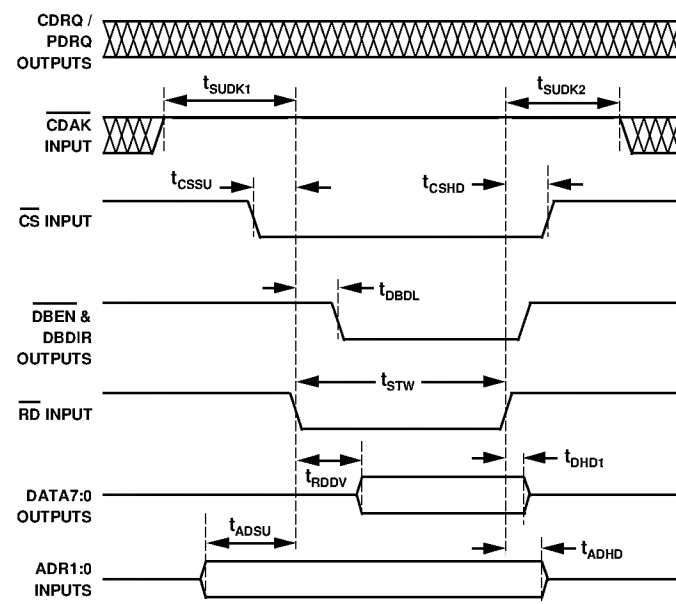 CDRQ /
PDRQ
OUTPUTS
tSUDK1
tSUDK2
CDAK
INPUT
tCSSU
tCSHD
CS INPUT
tDBDL
DBEN &
DBDIR
OUTPUTS
tSTW
RD INPUT
tRDDV
tDHD1
DATA7:0
OUTPUTS
tADSU
tADHD
ADR1:0
INPUTS